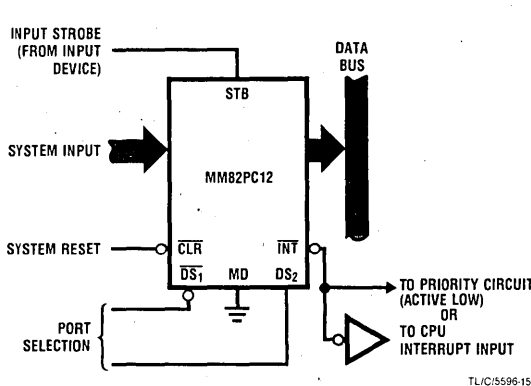 INPUT STROBE
(FROM INPUT
DEVICE)
DATA
BUS
STB
SYSTEM INPUT
MM82PC12
SYSTEM RESET
CLR
INT
DS1
MD
DS2
TO PRIORITY CIRCUIT
(ACTIVE LOW)
OR
TO CPU
INTERRUPT INPUT
PORT
SELECTION
TL/C/5596-15